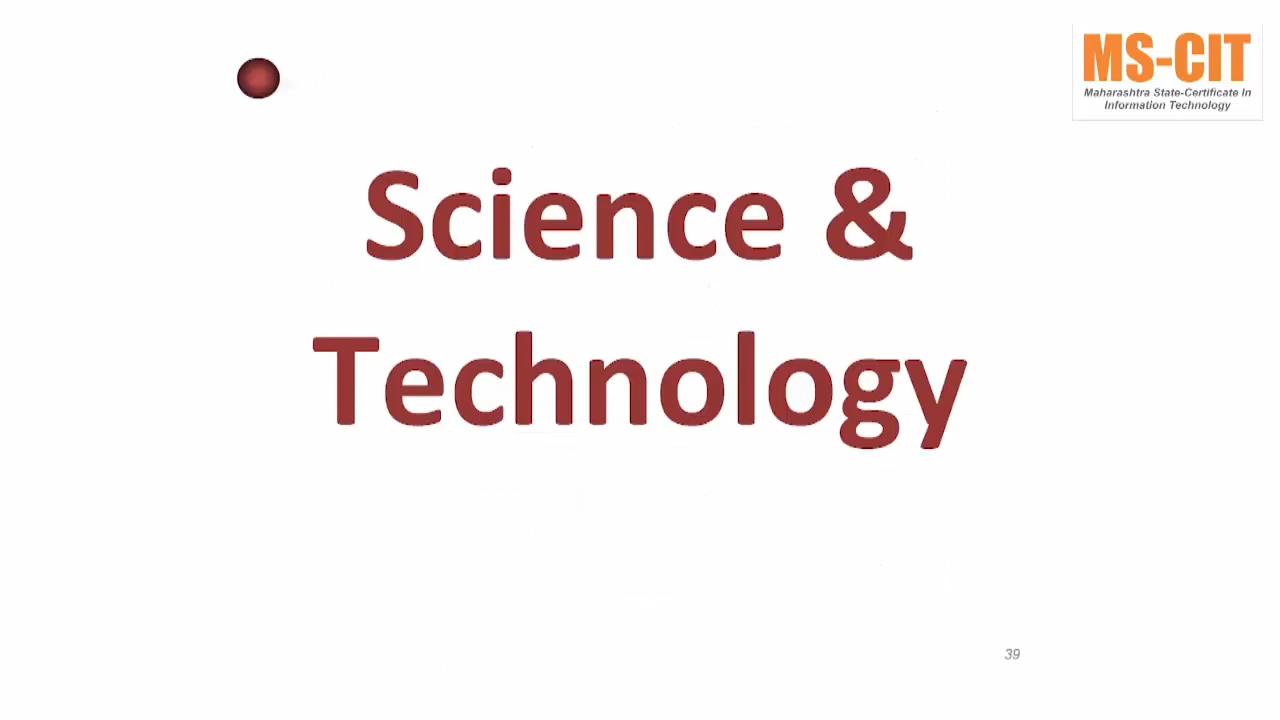 MS-CIT
Maharashtra State-Certificate In
Information Technology
Science &
Technology
39